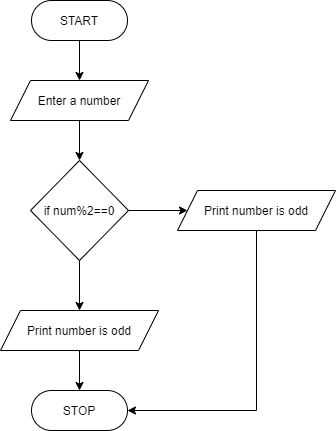 START
Enter a number
if num%2==0
Print number is odd
Print number is odd
STOP